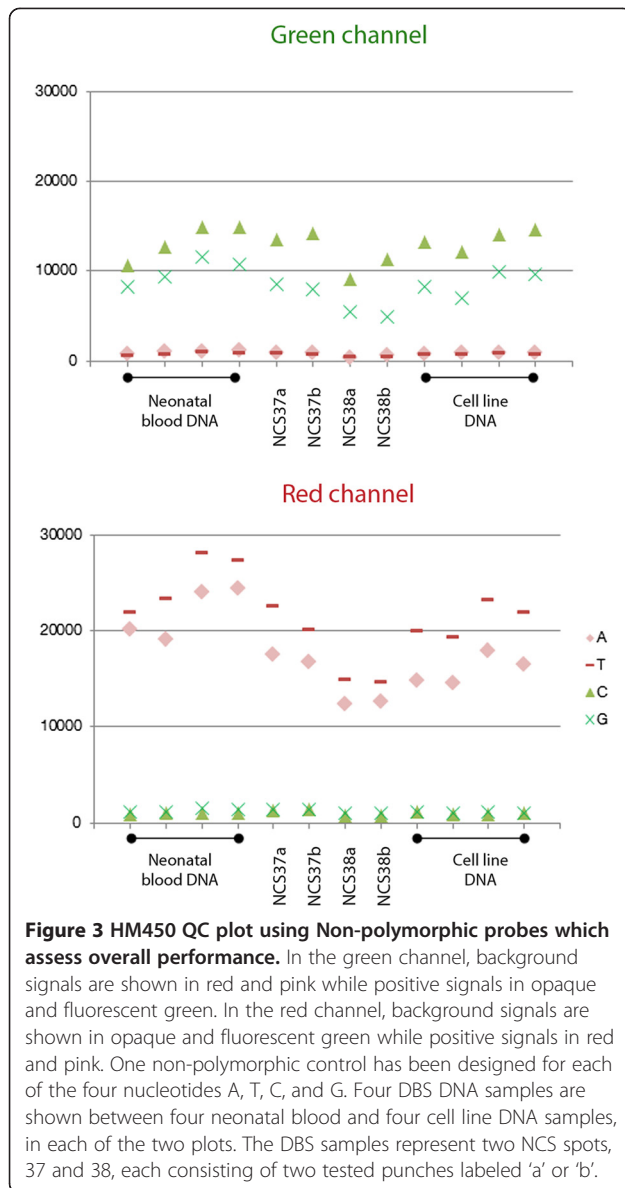 Green channel
30000
20000
10000
0
Neonatal
blood DNA
NCS37a
NCS37b
NCS38a
NCS38b
Cell line
DNA
Red channel
30000
20000
10000
0
A
T
C
G
Neonatal
blood DNA
NCS37a
NCS37b
NCS38a
NCS38b
Cell line
DNA
Figure 3 HM450 QC plot using Non-polymorphic probes which
assess overall performance. In the green channel, background
signals are shown in red and pink while positive signals in opaque
and fluorescent green. In the red channel, background signals are
shown in opaque and fluorescent green while positive signals in red
and pink. One non-polymorphic control has been designed for each
of the four nucleotides A, T, C, and G. Four DBS DNA samples are
shown between four neonatal blood and four cell line DNA samples,
in each of the two plots. The DBS samples represent two NCS spots,
37 and 38, each consisting of two tested punches labeled ‘a’ or ‘b’.